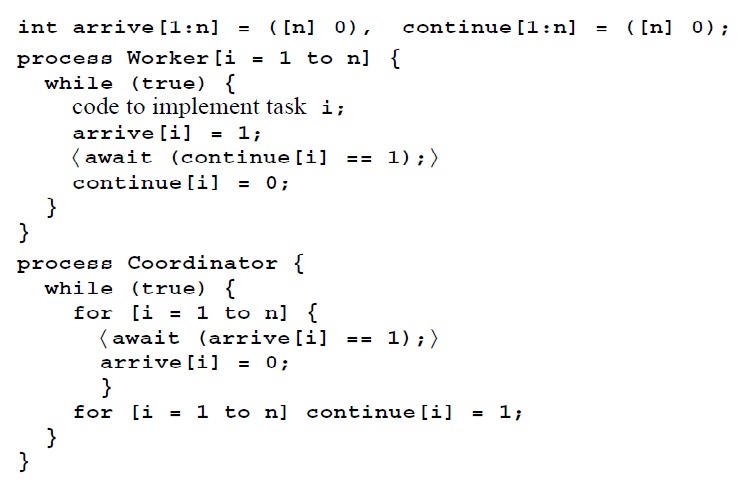 int arrive[1:n] = ([n] 0), continue[1:n] = ([n] 0);
process Worker[i = 1 to n] {
while (true) {
code to implement task i;
arrive[i] = 1;
⟨await (continue[i] == 1);⟩
continue[i] = 0;
}
}
process Coordinator {
while (true) {
for [i = 1 to n] {
⟨await (arrive[i] == 1);⟩
arrive[i] = 0;
}
for [i = 1 to n] continue[i] = 1;
}
}